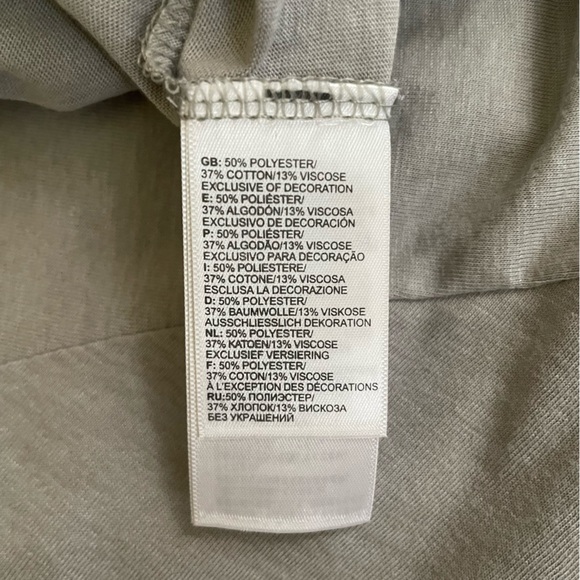 GB: 50% POLYESTER/
37% COTTON/13% VISCOSE
EXCLUSIVE OF DECORATION
E: 50% POLIÉSTER/
37% ALGODÓN/13% VISCOSA
EXCLUSIVO DE DECORACIÓN
P: 50% POLIÉSTER/
37% ALGODÃO/13% VISCOSE
EXCLUSIVO PARA DECORAÇÃO
I: 50% POLIESTERE/
37% COTONE/13% VISCOSA
ESCLUSA LA DECORAZIONE
D: 50% POLYESTER/
37% BAUMWOLLE/13% VISKOSE
AUSSCHLIESSLICH DEKORATION
NL: 50% POLYESTER/
37% KATOEN/13% VISCOSE
EXCLUSIEF VERSIERING
F: 50% POLYESTER/
37% COTON/13% VISCOSE
À L'EXCEPTION DES DÉCORATIONS
RU:50% ПОЛИЭСТЕР/
37% ХЛОПОК/13% ВИСКОЗА
БЕЗ УКРАШЕНИЙ